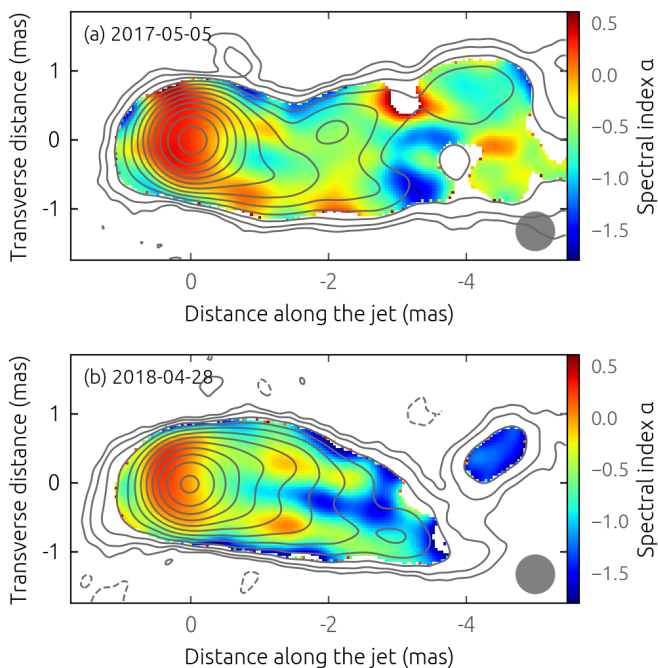 (a) 2017-05-05
Transverse distance (mas)
1
0
-1
0
-2
-4
Distance along the jet (mas)
0.5
0.0
−0.5
−1.0
−1.5
Spectral index α
(b) 2018-04-28
Transverse distance (mas)
1
0
-1
0
-2
-4
Distance along the jet (mas)
0.5
0.0
−0.5
−1.0
−1.5
Spectral index α